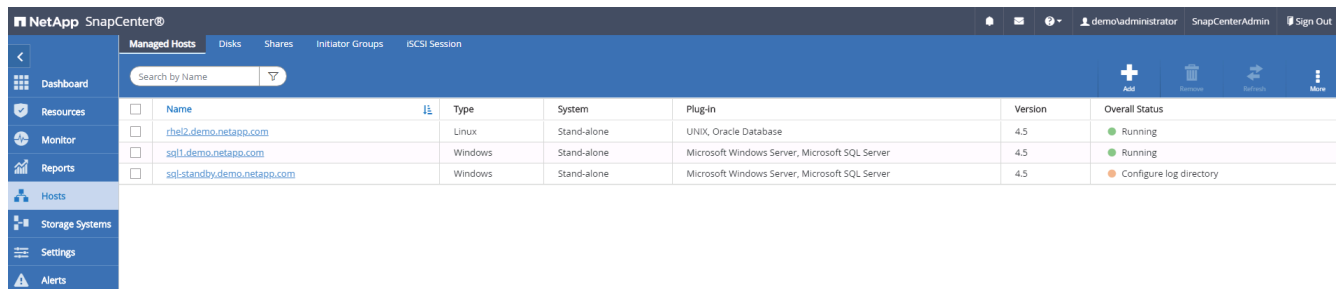 NetApp SnapCenter®
demo\administrator SnapCenterAdmin Sign Out
Managed Hosts Disks Shares Initiator Groups iSCSI Session
Search by Name
Add Remove Refresh More
Dashboard
Resources
Monitor
Reports
Hosts
Storage Systems
Settings
Alerts
Name Type System Plug-in Version Overall Status
rhel2.demo.netapp.com Linux Stand-alone UNIX, Oracle Database 4.5 Running
sql1.demo.netapp.com Windows Stand-alone Microsoft Windows Server, Microsoft SQL Server 4.5 Running
sql-standby.demo.netapp.com Windows Stand-alone Microsoft Windows Server, Microsoft SQL Server 4.5 Configure log directory